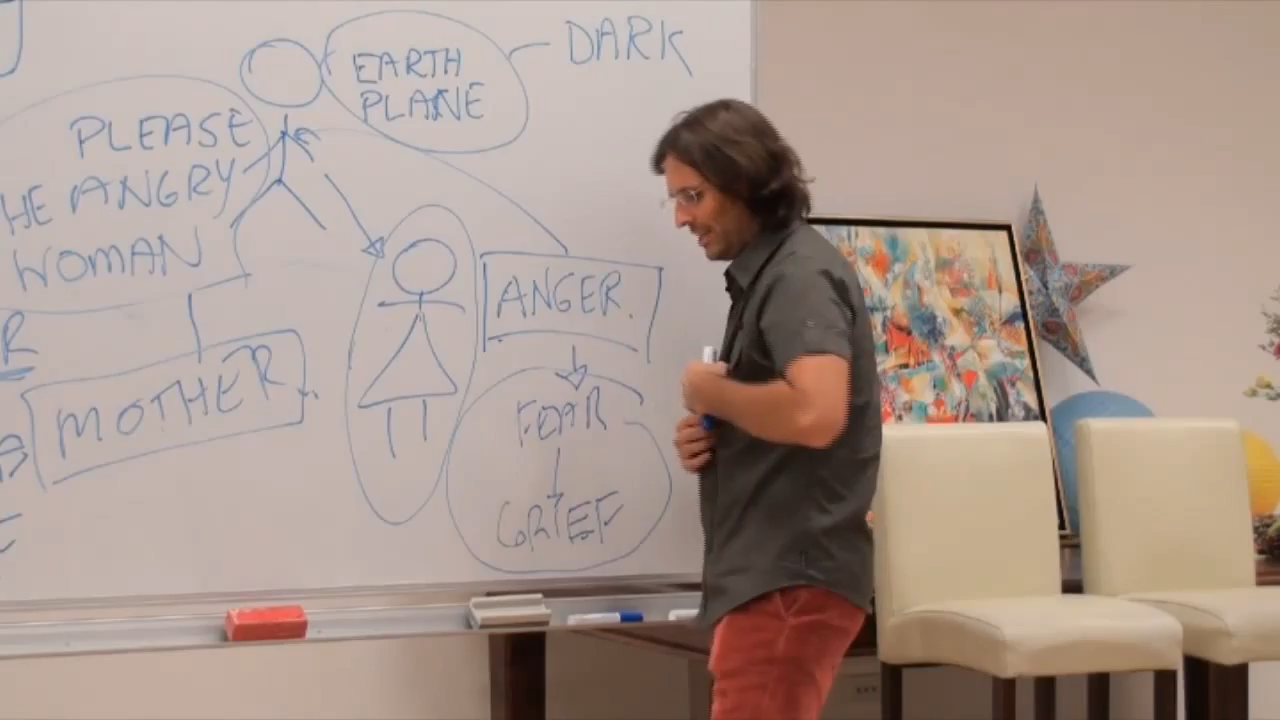 DARK
EARTH
PLANE
PLEASE
HE ANGRY
WOMAN
ANGER.
R
MOTHER
FEAR
GRIEF